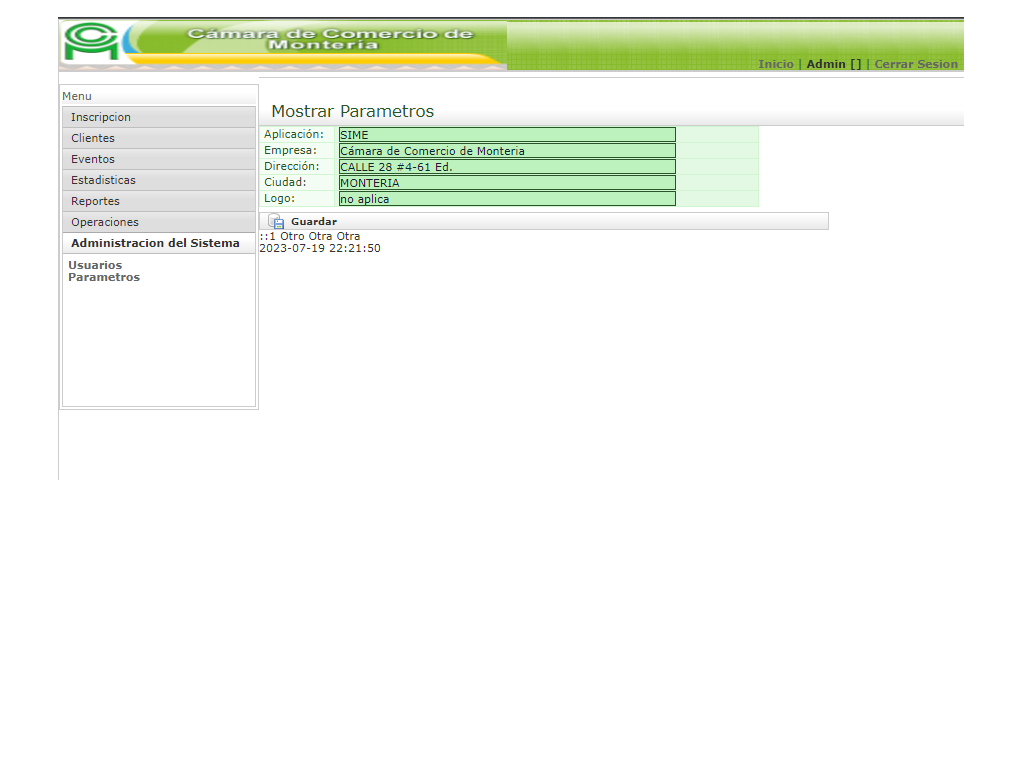 Cámara de Comercio de
Montería
Inicio | Admin [] | Cerrar Sesion
Menu
Inscripcion
Clientes
Eventos
Estadisticas
Reportes
Operaciones
Administracion del Sistema
Usuarios
Parametros
Mostrar Parametros
Aplicación: SIME
Empresa: Cámara de Comercio de Monteria
Dirección: CALLE 28 #4-61 Ed.
Ciudad: MONTERIA
Logo: no aplica
Guardar
::1 Otro Otra Otra
2023-07-19 22:21:50